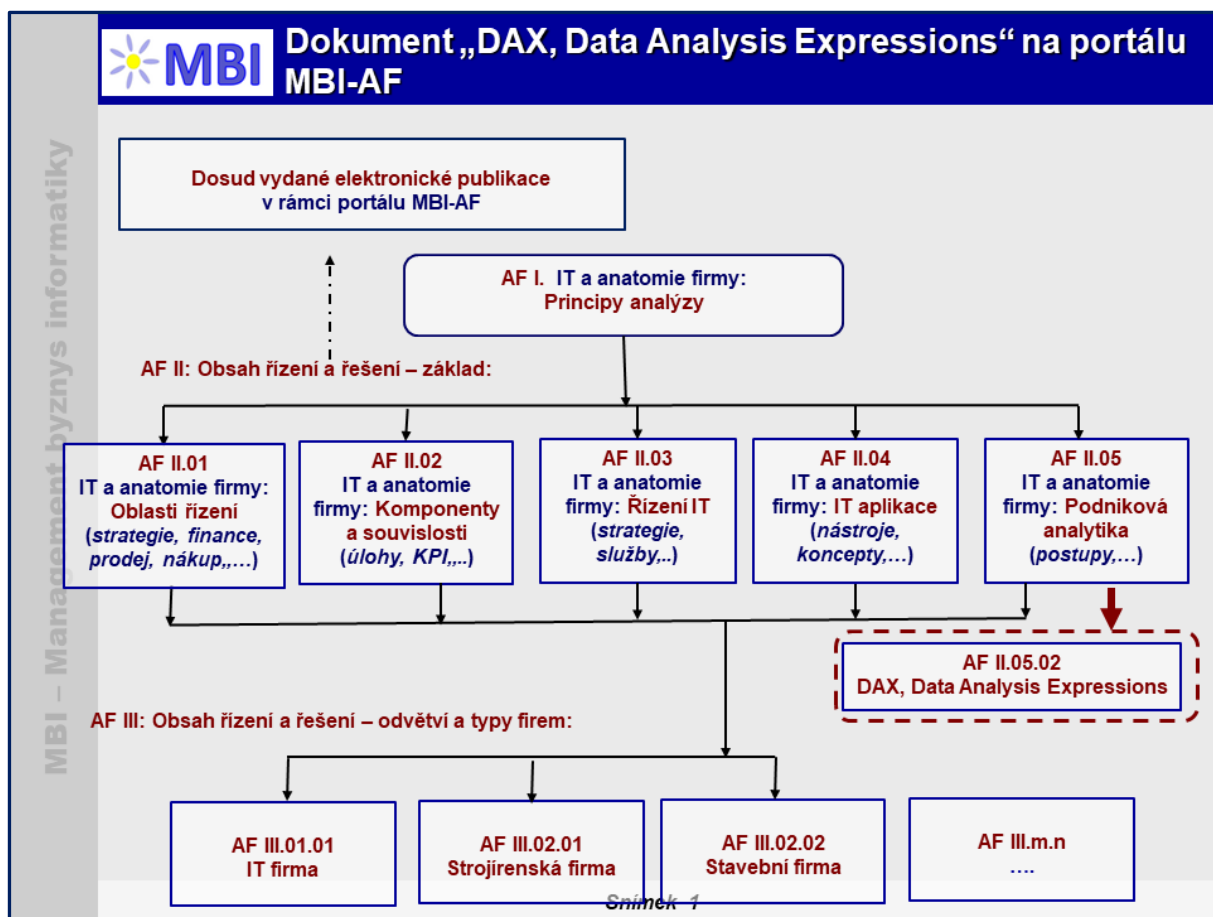 MBI
Dokument „DAX, Data Analysis Expressions“ na portálu
MBI-AF
MBI – Management byznys informatiky
Dosud vydané elektronické publikace
v rámci portálu MBI-AF
AF I. IT a anatomie firmy:
Principy analýzy
AF II: Obsah řízení a řešení – základ:
AF II.01
IT a anatomie firmy:
Oblasti řízení
(strategie, finance,
prodej, nákup,,…)
AF II.02
IT a anatomie
firmy: Komponenty
a souvislosti
(úlohy, KPI,,..)
AF II.03
IT a anatomie
firmy: Řízení IT
(strategie,
služby,..)
AF II.04
IT a anatomie
firmy: IT aplikace
(nástroje,
koncepty,…)
AF II.05
IT a anatomie
firmy: Podniková
analytika
(postupy,…)
AF II.05.02
DAX, Data Analysis Expressions
AF III: Obsah řízení a řešení – odvětví a typy firem:
AF III.01.01
IT firma
AF III.02.01
Strojírenská firma
AF III.02.02
Stavební firma
AF III.m.n
….
Snímek 1